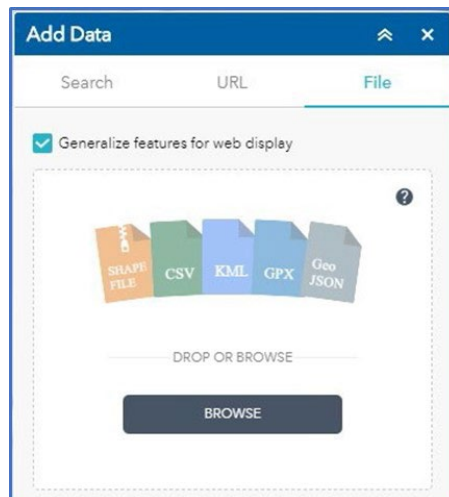 Add Data
Search URL File
Generalize features for web display
?
SHAPE
FILE
CSV
KML
GPX
Geo
JSON
DROP OR BROWSE
BROWSE